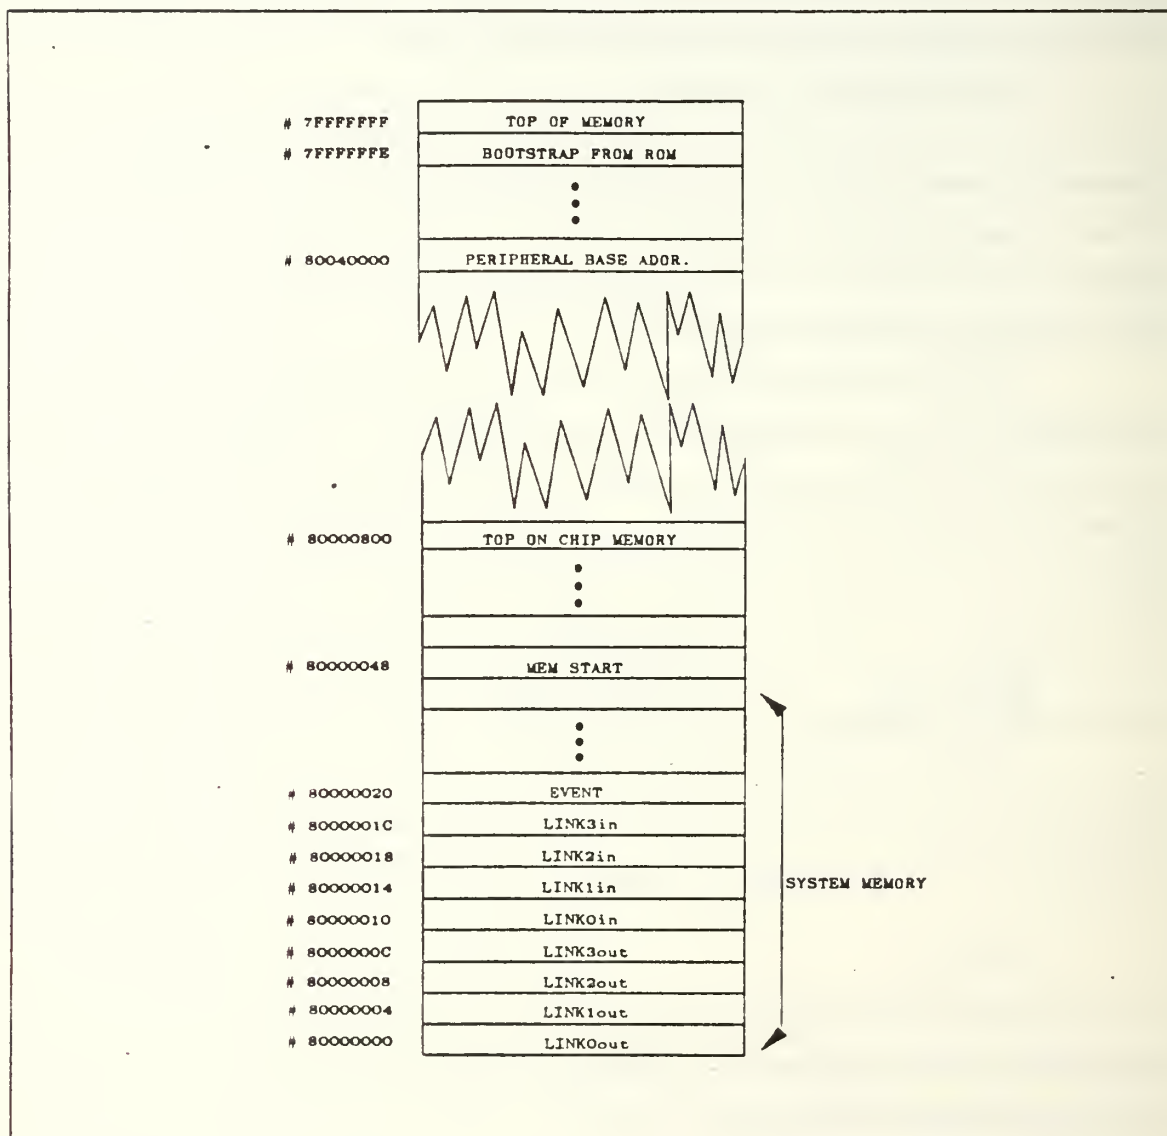 # 7FFFFFFF TOP OF MEMORY
# 7FFFFFFE BOOTSTRAP FROM ROM
# 80040000 PERIPHERAL BASE ADDR.
# 80000800 TOP ON CHIP MEMORY
# 80000048 MEM START
# 80000020 EVENT
# 8000001C LINK3in
# 80000018 LINK2in
# 80000014 LINK1in
SYSTEM MEMORY
# 80000010 LINK0in
# 8000000C LINK3out
# 80000008 LINK2out
# 80000004 LINK1out
# 80000000 LINK0out